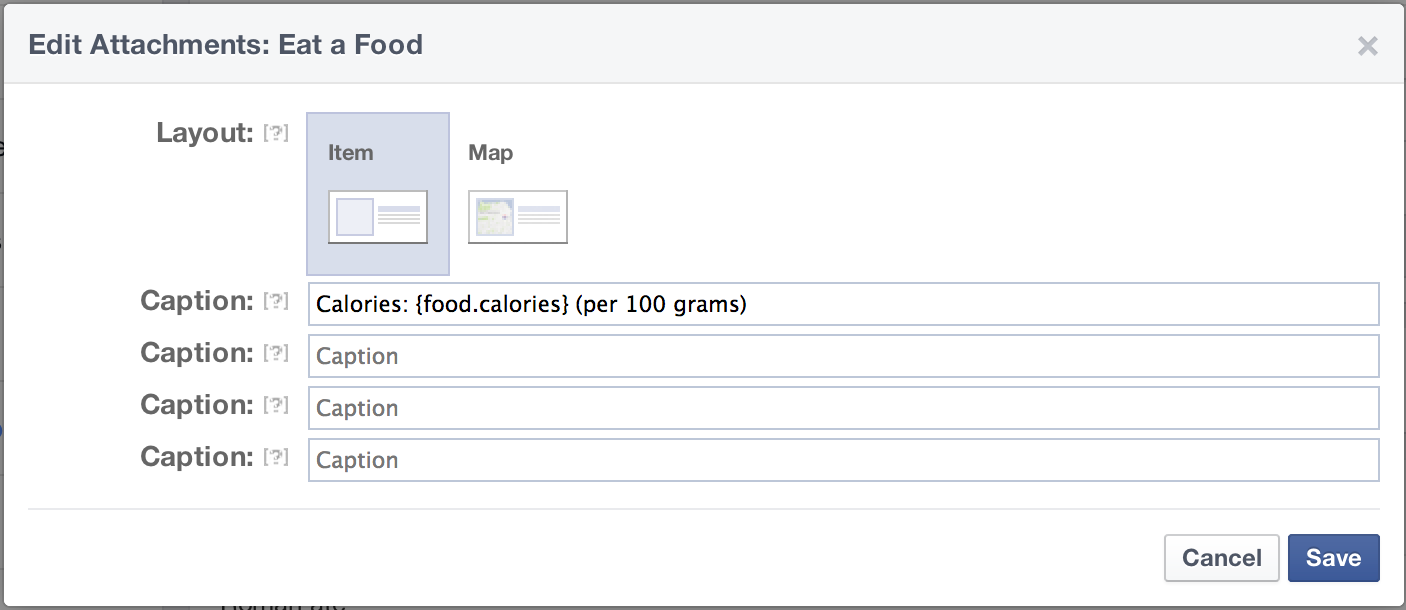 Edit Attachments: Eat a Food
×
Layout: [?]
Item
Map
Caption: [?]
Calories: {food.calories} (per 100 grams)
Caption: [?]
Caption
Caption: [?]
Caption
Caption: [?]
Caption
Cancel
Save